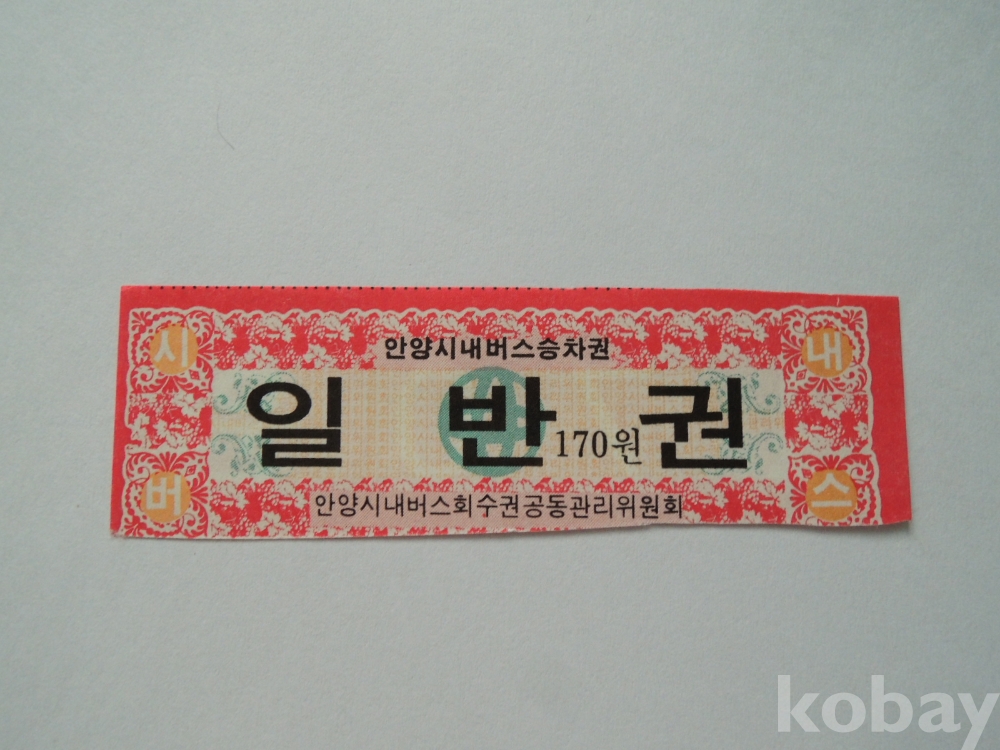 안양시내버스승차권
시 내
일 반 권
170원
버 스
안양시내버스회수권공동관리위원회
kobay